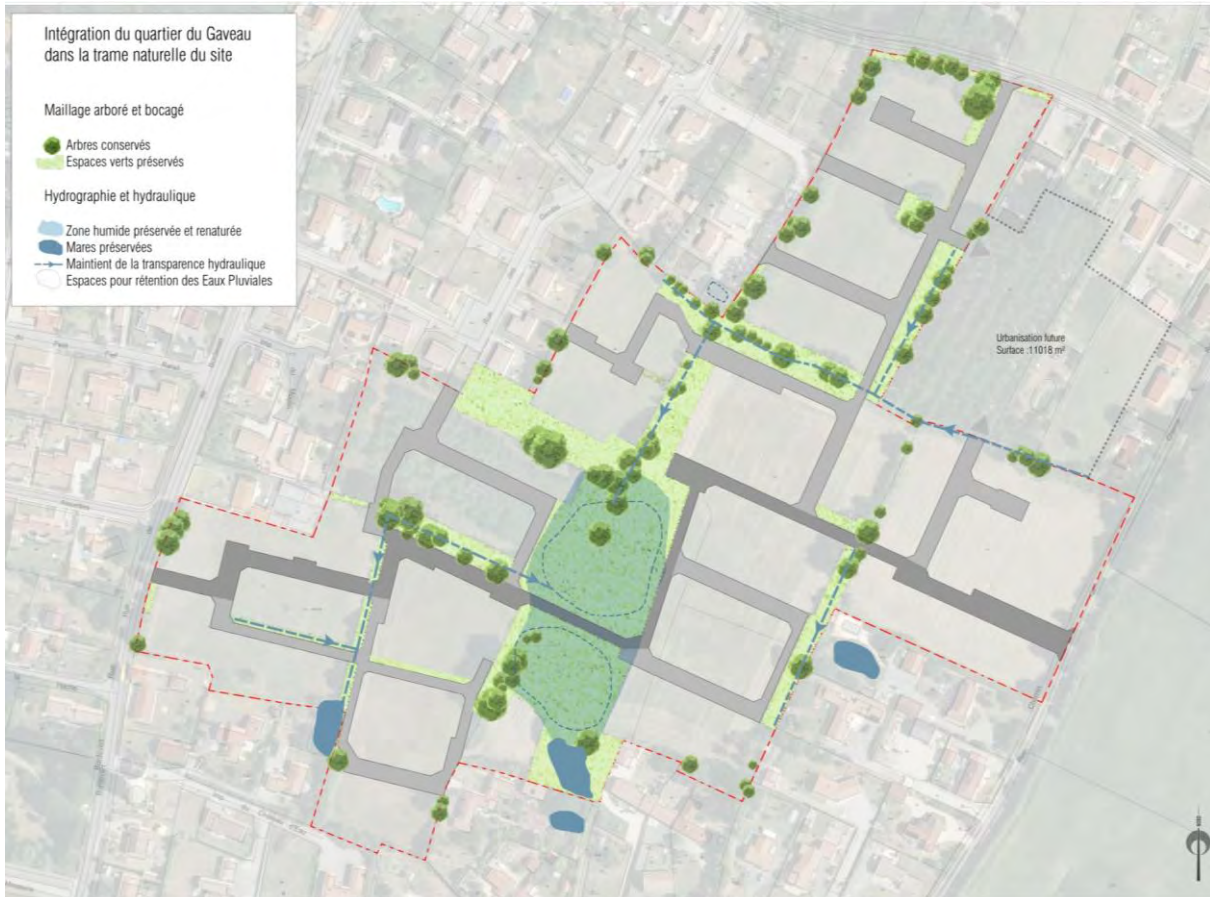 Intégration du quartier du Gaveau
dans la trame naturelle du site
Maillage arboré et bocagé
Arbres conservés
Espaces verts préservés
Hydrographie et hydraulique
Zone humide préservée et renaturée
Mares préservées
Maintient de la transparence hydraulique
Espaces pour rétention des Eaux Pluviales
Urbanisation future
Surface :11018 m²